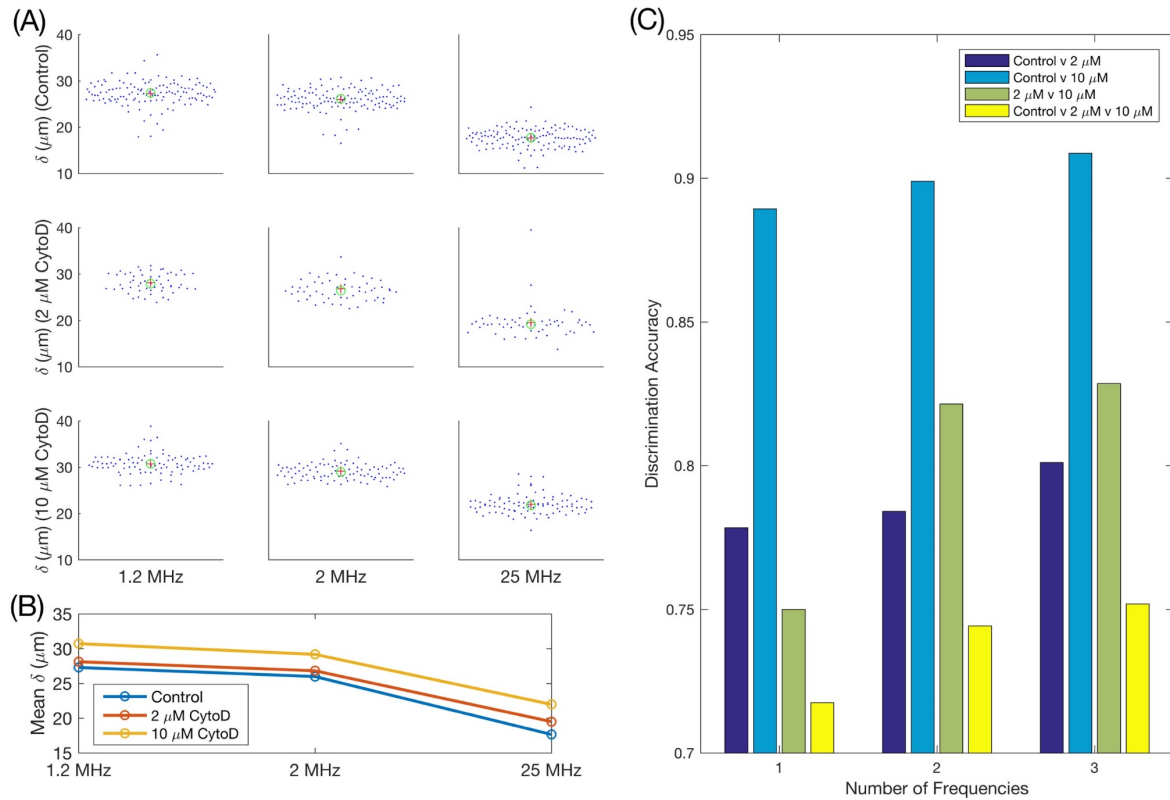 (A)
δ (μm) (Control)
40
30
20
10
δ (μm) (2 μM CytoD)
40
30
20
10
δ (μm) (10 μM CytoD)
40
30
20
10
1.2 MHz
2 MHz
25 MHz
(B)
Mean δ (μm)
35
30
25
20
15
Control
2 μM CytoD
10 μM CytoD
1.2 MHz
2 MHz
25 MHz
(C)
Discrimination Accuracy
0.95
0.9
0.85
0.8
0.75
0.7
Control v 2 μM
Control v 10 μM
2 μM v 10 μM
Control v 2 μM v 10 μM
1
2
3
Number of Frequencies